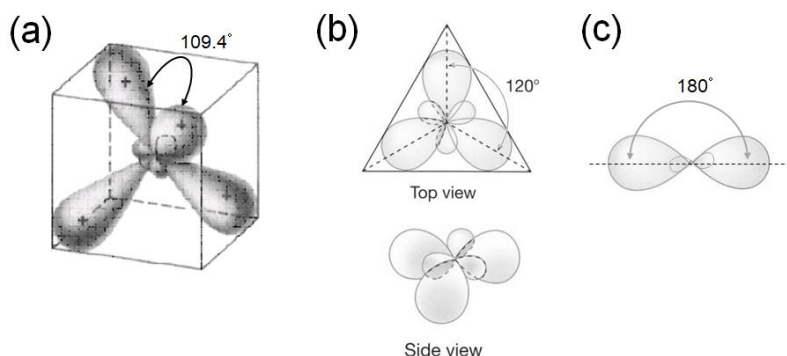 (a)
109.4°
+
+
+
(b)
120°
Top view
Side view
(c)
180°